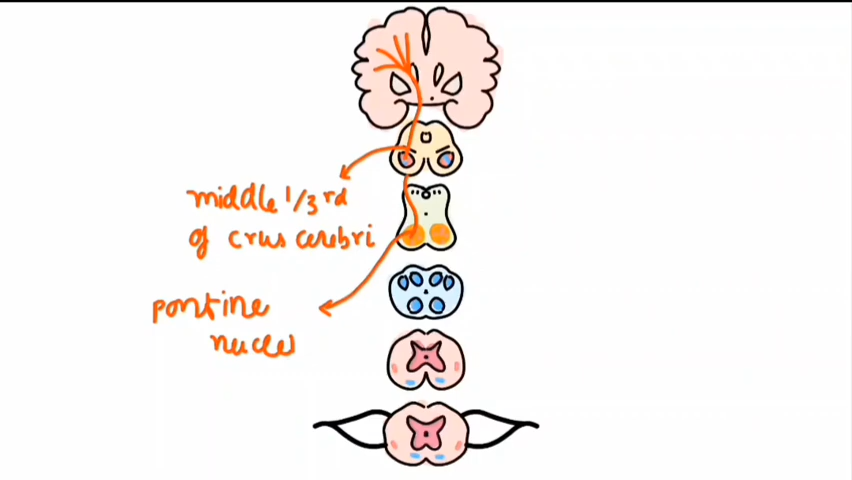 middle 1/3rd
of crus cerebri
pontine
nuclei